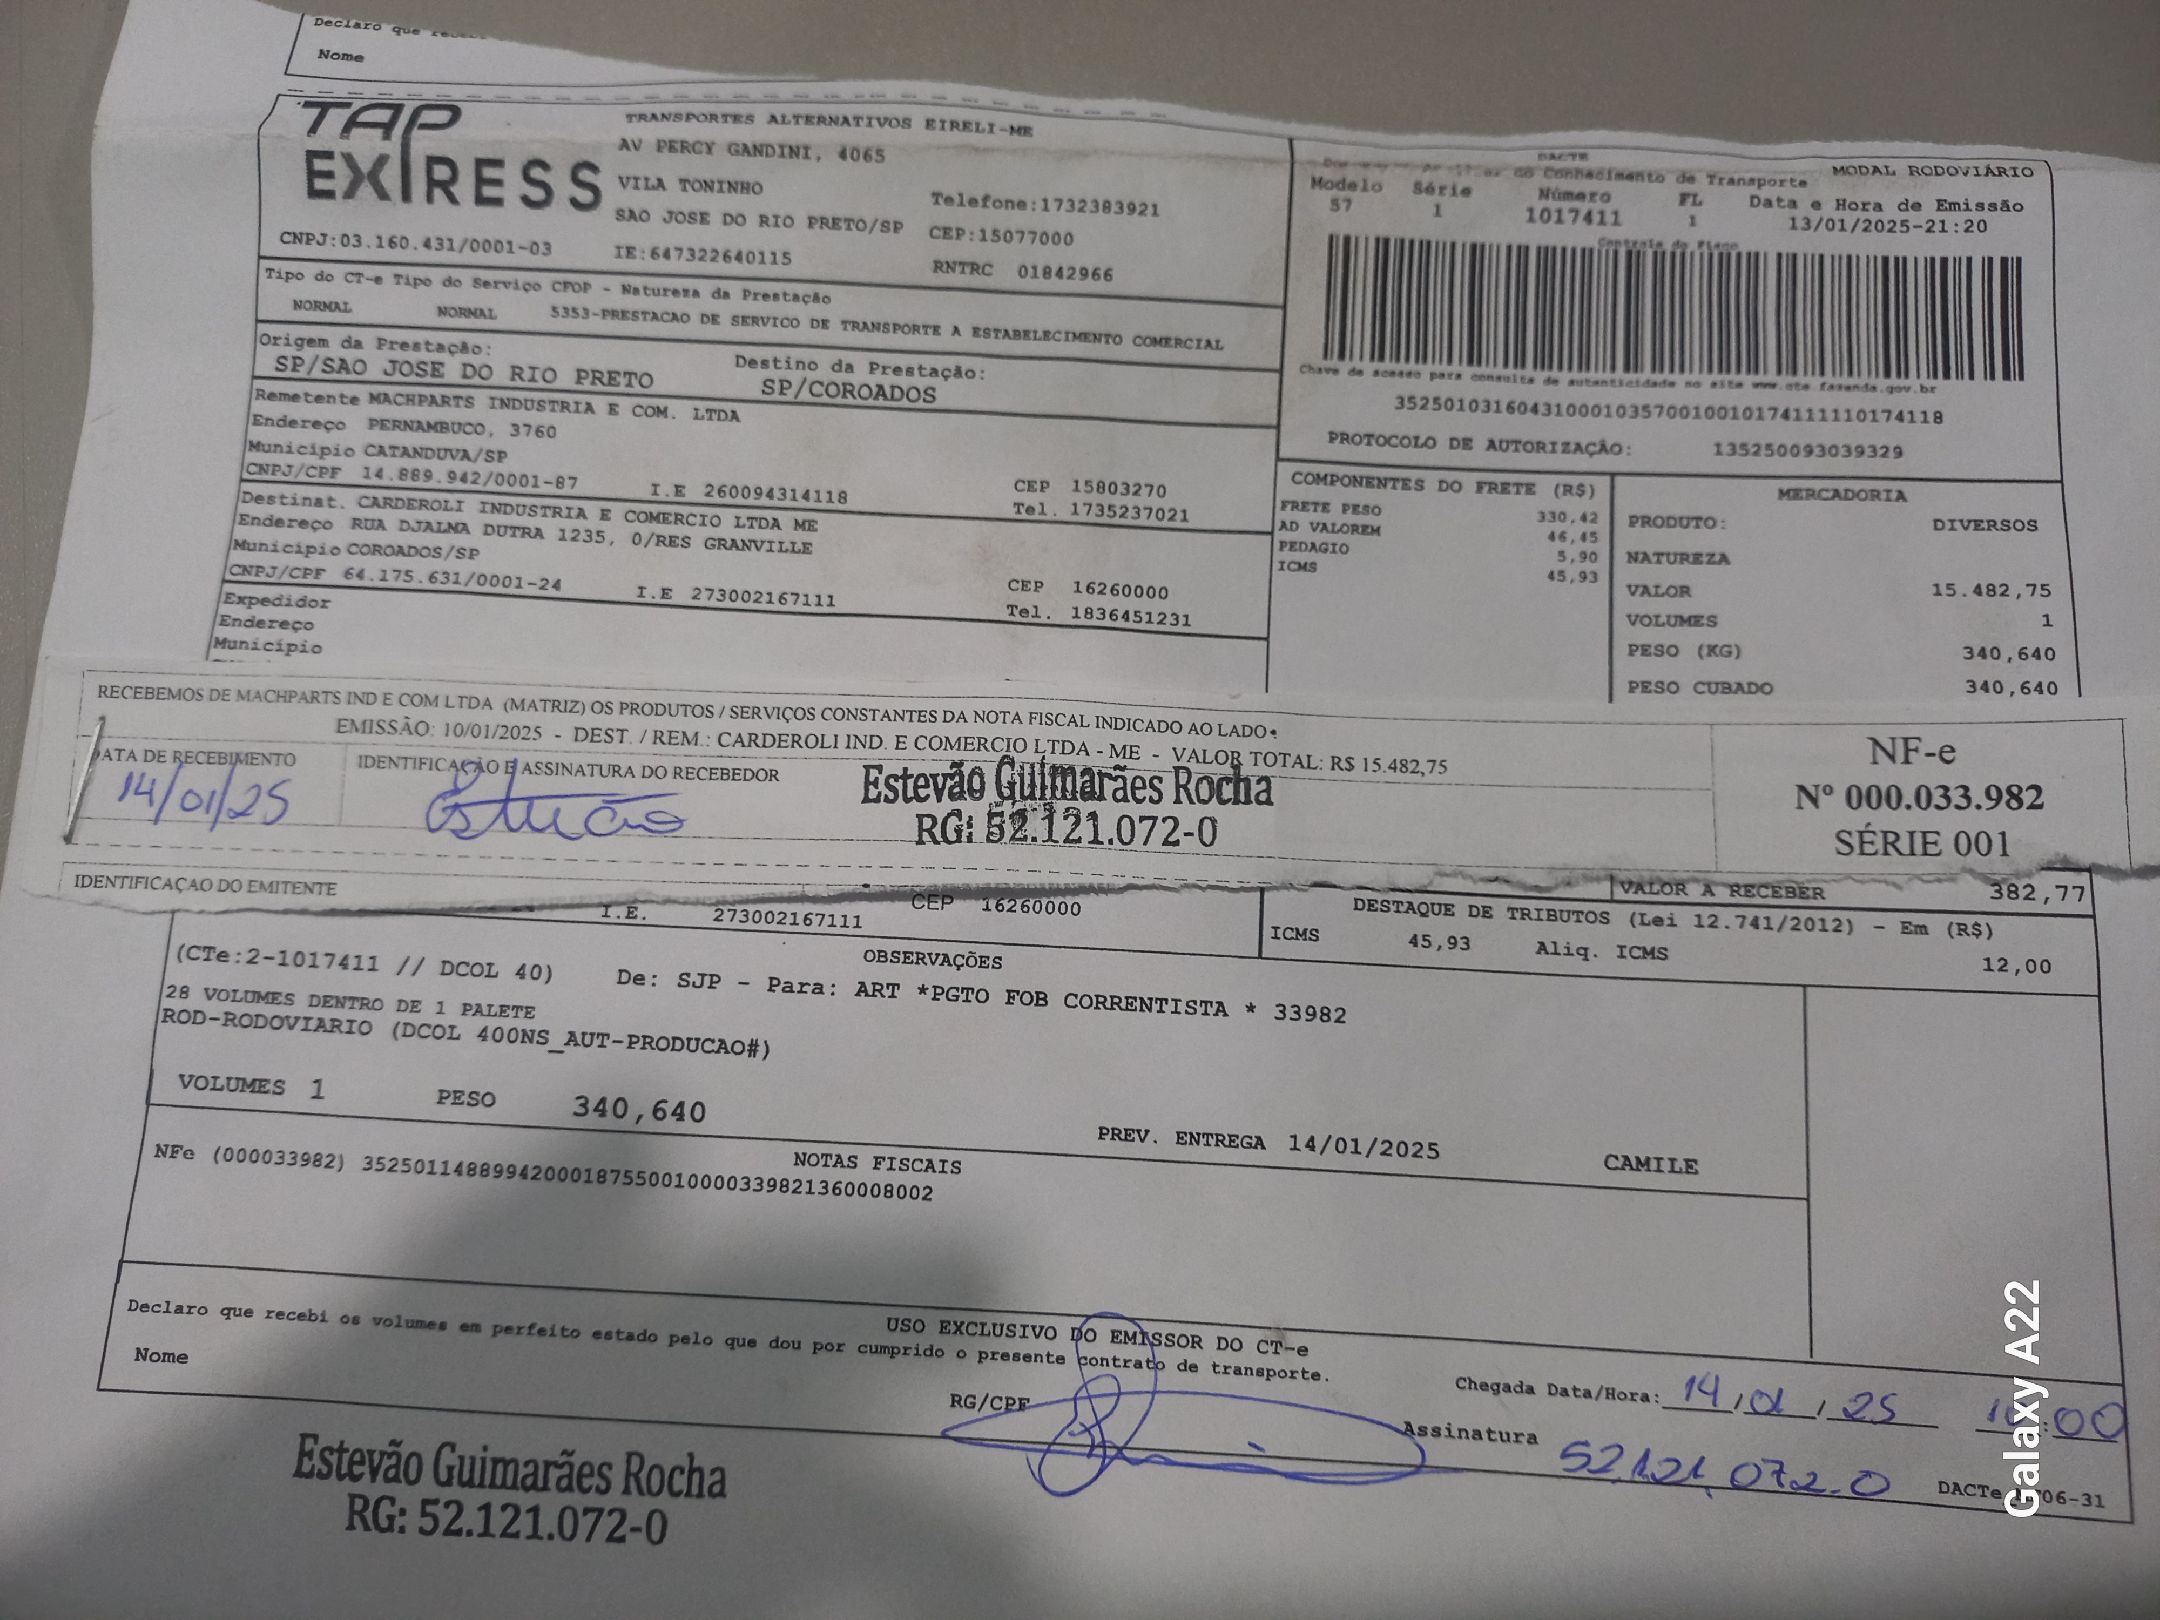 Declaro que
Nome
TAP EXPRESS
TRANSPORTES ALTERNATIVOS EIRELI-ME
AV PERCY GANDINI, 4065
VILA TONINHO
SAO JOSE DO RIO PRETO/SP
Telefone:1732383921
CEP:15077000
CNPJ:03.160.431/0001-03
IE:647322640115
RNTRC 01842966
DACTE
do Conhecimento de Transporte
MODAL RODOVIÁRIO
Modelo Série Número FL Data e Hora de Emissão
57 1 1017411 1 13/01/2025-21:20
Controle do Fisco
Chave de acesso para consulta de autenticidade no site www.cte.fazenda.gov.br
35250103160431000103570010010174111110174118
PROTOCOLO DE AUTORIZAÇÃO: 135250093039329
Tipo do CT-e Tipo do Serviço CFOP - Natureza da Prestação
NORMAL NORMAL 5353-PRESTACAO DE SERVICO DE TRANSPORTE A ESTABELECIMENTO COMERCIAL
Origem da Prestação: Destino da Prestação:
SP/SAO JOSE DO RIO PRETO SP/COROADOS
Remetente MACHPARTS INDUSTRIA E COM. LTDA
Endereço PERNAMBUCO, 3760
Município CATANDUVA/SP CEP 15803270
CNPJ/CPF 14.889.942/0001-87 I.E 260094314118 Tel. 1735237021
Destinat. CARDEROLI INDUSTRIA E COMERCIO LTDA ME
Endereço RUA DJALMA DUTRA 1235, 0/RES GRANVILLE
Município COROADOS/SP CEP 16260000
CNPJ/CPF 64.175.631/0001-24 I.E 273002167111 Tel. 1836451231
Expedidor
Endereço
Município
COMPONENTES DO FRETE (R$)
FRETE PESO 330,42
AD VALOREM 46,45
PEDAGIO 5,90
ICMS 45,93
MERCADORIA
PRODUTO: DIVERSOS
NATUREZA
VALOR 15.482,75
VOLUMES 1
PESO (KG) 340,640
PESO CUBADO 340,640
RECEBEMOS DE MACHPARTS IND E COM LTDA (MATRIZ) OS PRODUTOS / SERVIÇOS CONSTANTES DA NOTA FISCAL INDICADO AO LADO
EMISSÃO: 10/01/2025 - DEST. / REM.: CARDEROLI IND. E COMERCIO LTDA - ME - VALOR TOTAL: R$ 15.482,75
DATA DE RECEBIMENTO
14/01/25
IDENTIFICAÇÃO E ASSINATURA DO RECEBEDOR
Estevão
Estevão Guimarães Rocha
RG: 52.121.072-0
NF-e
Nº 000.033.982
SÉRIE 001
IDENTIFICAÇAO DO EMITENTE
VALOR A RECEBER 382,77
I.E. 273002167111 CEP 16260000
DESTAQUE DE TRIBUTOS (Lei 12.741/2012) - Em (R$)
ICMS 45,93 Aliq. ICMS 12,00
OBSERVAÇÕES
(CTe:2-1017411 // DCOL 40) De: SJP - Para: ART *PGTO FOB CORRENTISTA * 33982
28 VOLUMES DENTRO DE 1 PALETE
ROD-RODOVIARIO (DCOL 400NS_AUT-PRODUCAO#)
VOLUMES 1 PESO 340,640
PREV. ENTREGA 14/01/2025 CAMILE
NOTAS FISCAIS
NFe (000033982) 35250114889942000187550010000339821360008002
USO EXCLUSIVO DO EMISSOR DO CT-e
Declaro que recebi os volumes em perfeito estado pelo que dou por cumprido o presente contrato de transporte.
Nome
RG/CPF
Chegada Data/Hora: 14/01/25 :00
Assinatura 52.121.072-0
Estevão Guimarães Rocha
RG: 52.121.072-0
DACTe 06-31
Galaxy A22